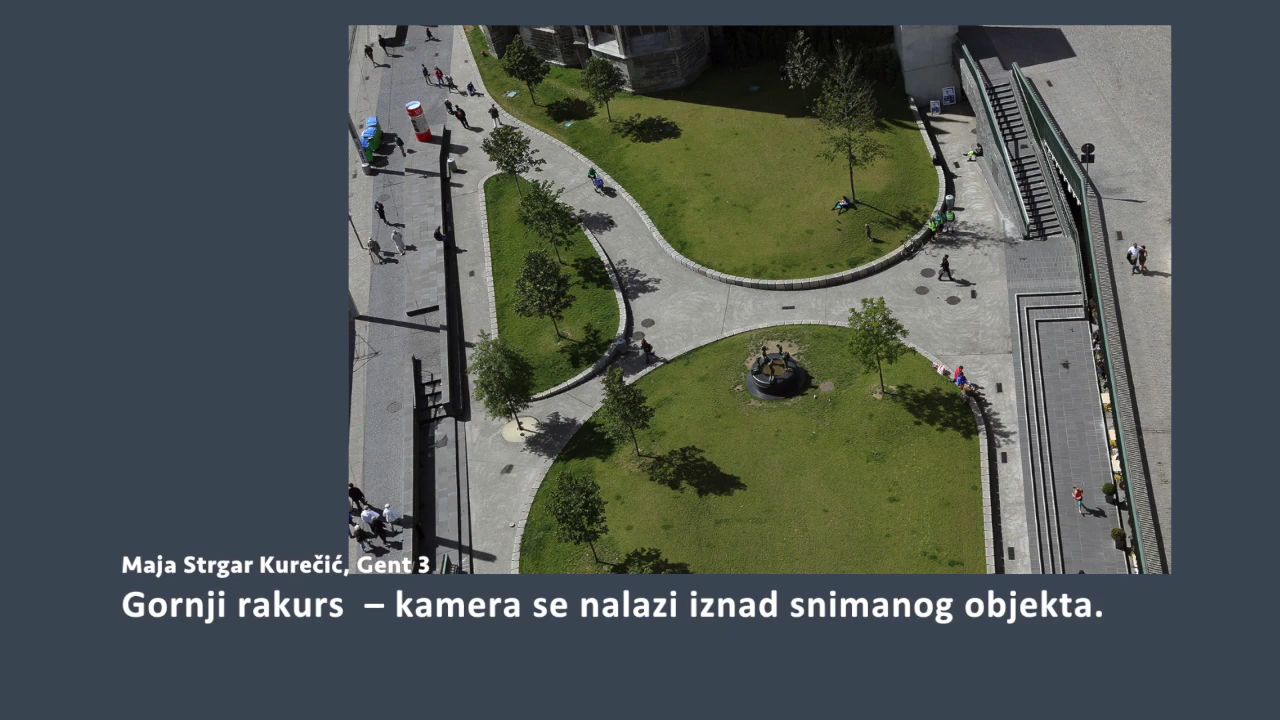 Maja Strgar Kurečić, Gent 3
Gornji rakurs – kamera se nalazi iznad snimanog objekta.